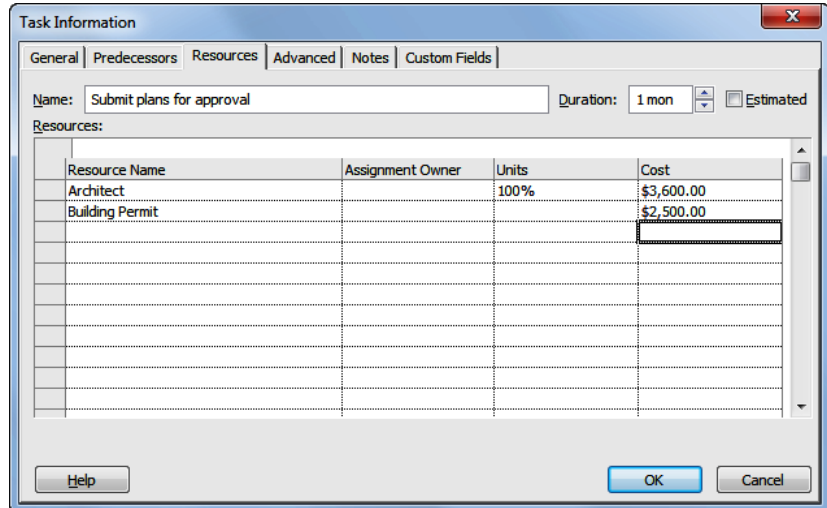 Task Information
General Predecessors Resources Advanced Notes Custom Fields
Name: Submit plans for approval Duration: 1 mon Estimated
Resources:
Resource Name Assignment Owner Units Cost
Architect 100% $3,600.00
Building Permit $2,500.00
Help OK Cancel